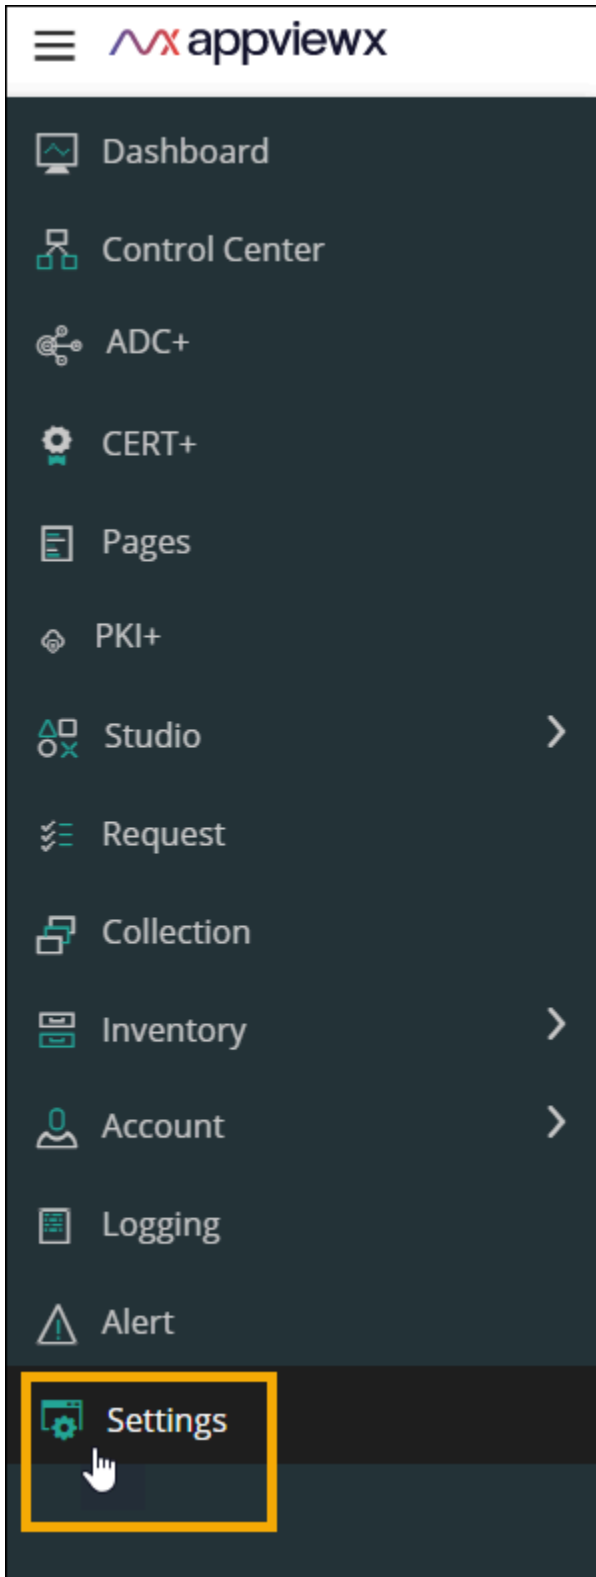 appviewx
Dashboard
Control Center
ADC+
CERT+
Pages
PKI+
Studio
Request
Collection
Inventory
Account
Logging
Alert
Settings